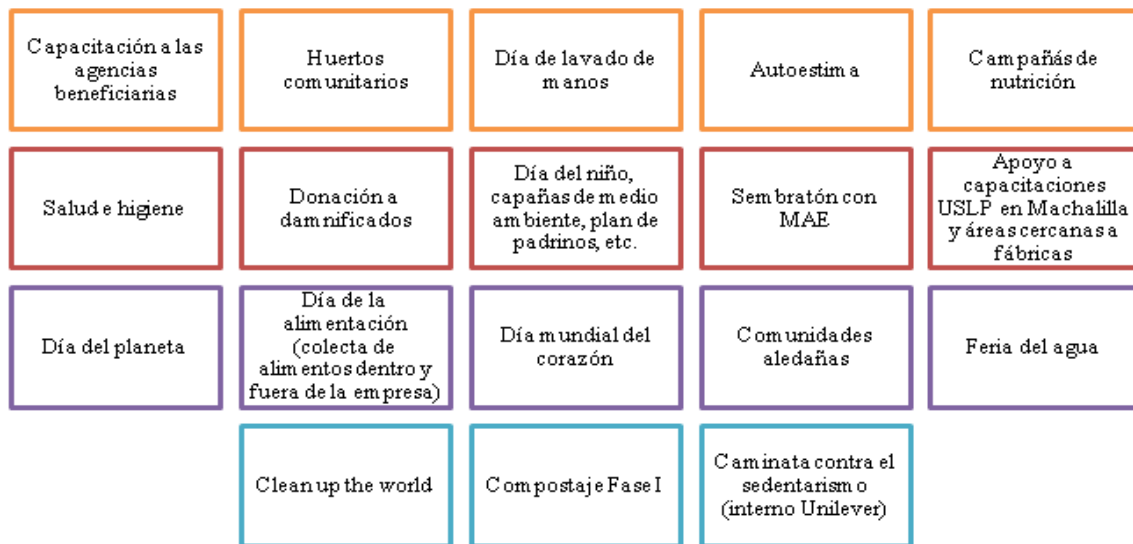 Capacitación a las
agencias
beneficiarias
Huertos
comunitarios
Día de lavado de
manos
Autoestima
Campañás de
nutrición
Salud e higiene
Donación a
damnificados
Día del niño,
capañas de medio
ambiente, plan de
padrinos, etc.
Sembratón con
MAE
Apoyo a
capacitaciones
USLP en Machalilla
y áreas cercanas a
fábricas
Día del planeta
Día de la
alimentación
(colecta de
alimentos dentro y
fuera de la empresa)
Día mundial del
corazón
Comunidades
aledañas
Feria del agua
Clean up the world
Compostaje Fase I
Caminata contra el
sedentarismo
(interno Unilever)